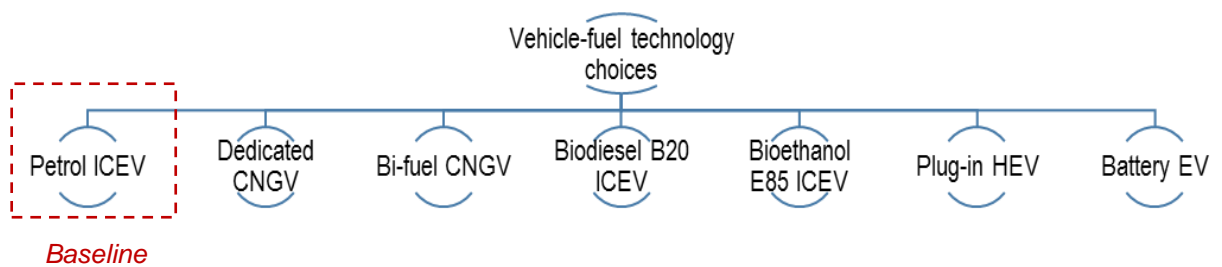 Vehicle-fuel technology
choices
Petrol ICEV
Dedicated
CNGV
Bi-fuel CNGV
Biodiesel B20
ICEV
Bioethanol
E85 ICEV
Plug-in HEV
Battery EV
Baseline